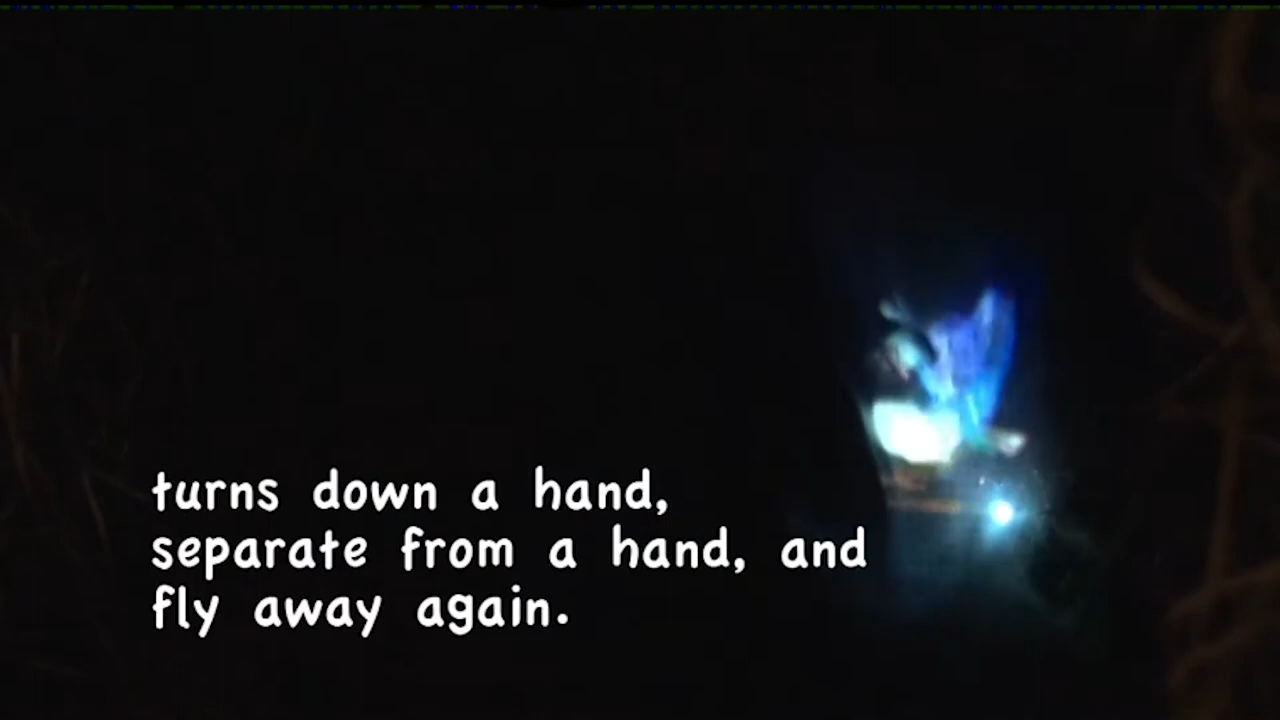 turns down a hand,
separate from a hand, and
fly away again.